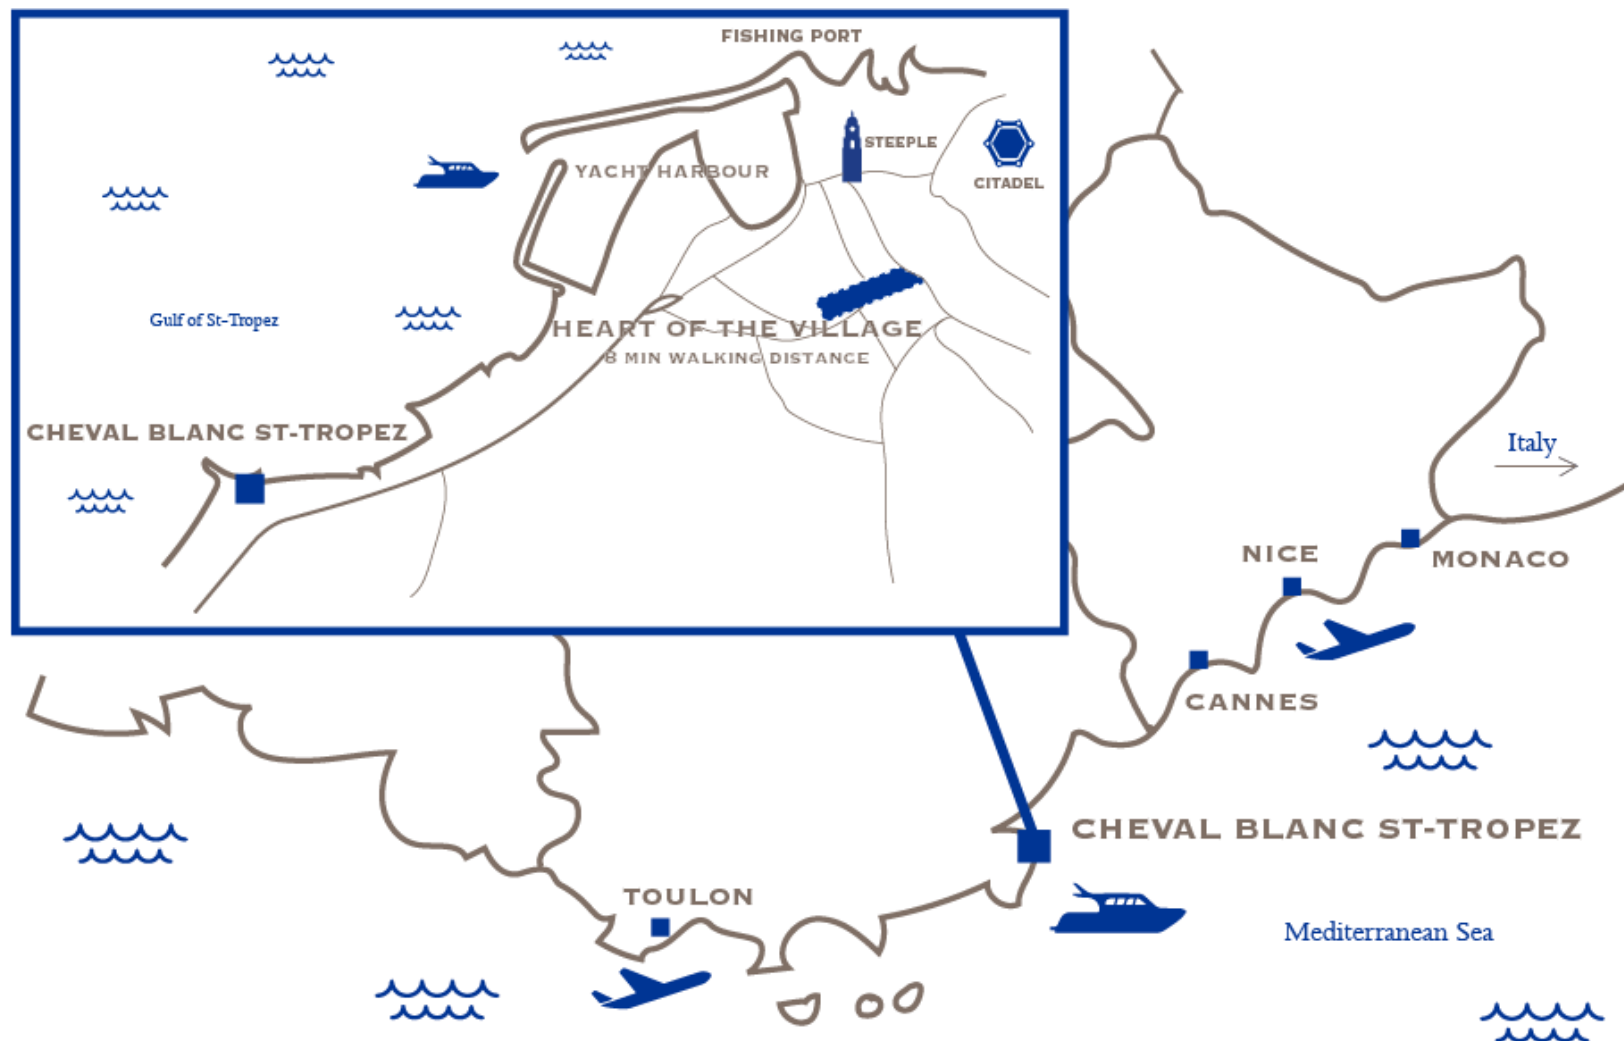 FISHING PORT
STEEPLE
YACHT HARBOUR
CITADEL
Gulf of St-Tropez
HEART OF THE VILLAGE
8 MIN WALKING DISTANCE
CHEVAL BLANC ST-TROPEZ
Italy
NICE
MONACO
CANNES
CHEVAL BLANC ST-TROPEZ
TOULON
Mediterranean Sea